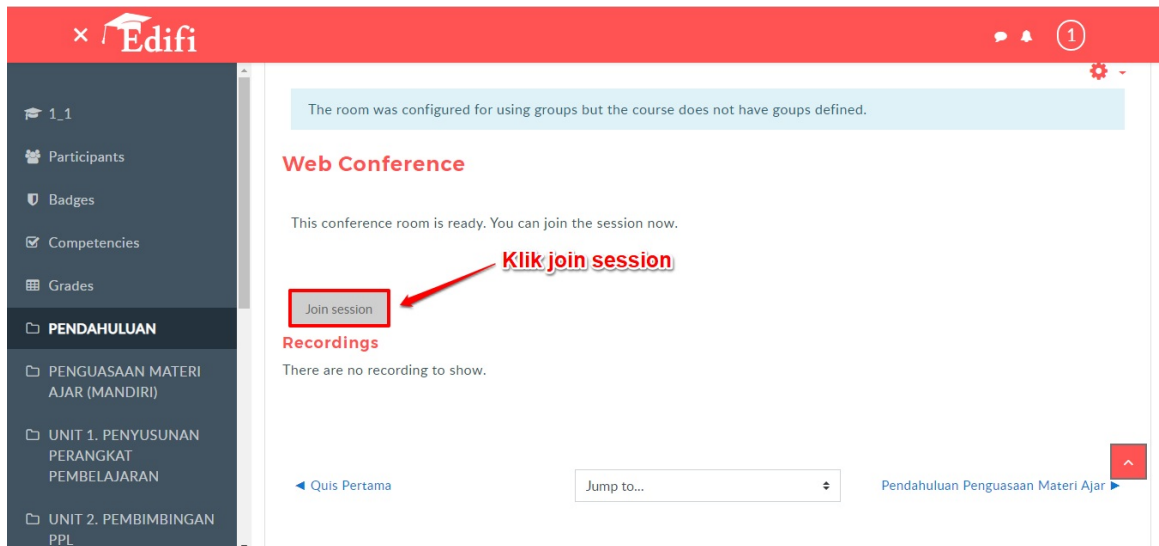 Edifi
1
The room was configured for using groups but the course does not have goups defined.
1_1
Participants
Badges
Competencies
Grades
PENDAHULUAN
PENGUASAAN MATERI
AJAR (MANDIRI)
UNIT 1. PENYUSUNAN
PERANGKAT
PEMBELAJARAN
UNIT 2. PEMBIMBINGAN
PPL
Web Conference
This conference room is ready. You can join the session now.
Klik join session
Join session
Recordings
There are no recording to show.
◄ Quis Pertama
Jump to...
Pendahuluan Penguasaan Materi Ajar ►